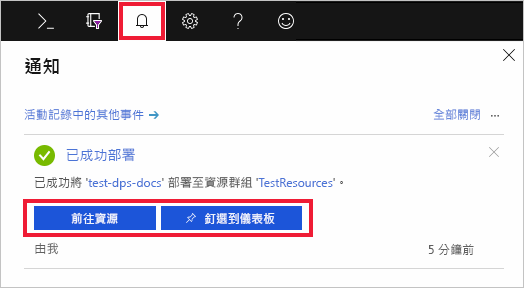 通知
活動記錄中的其他事件 →
全部關閉 ...
已成功部署
已成功將 'test-dps-docs' 部署至資源群組 'TestResources'。
前往資源
釘選到儀表板
由我
5 分鐘前